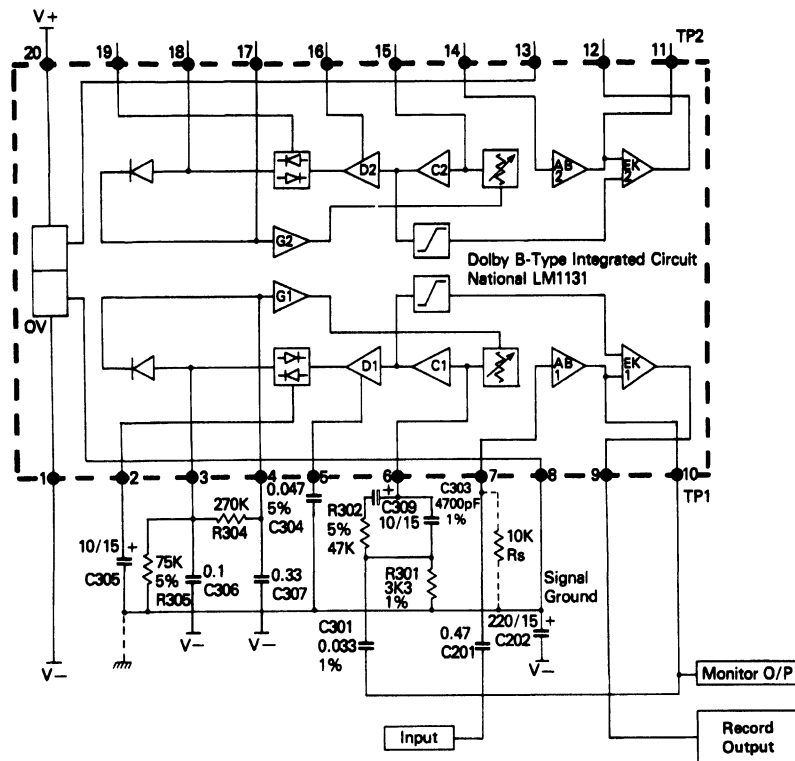 V+
20
19
18
17
16
15
14
13
12
11
TP2
D2
C2
AB
2
EK
2
G2
Dolby B-Type Integrated Circuit
National LM1131
G1
OV
D1
C1
AB
1
EK
1
1
2
3
4
5
6
7
8
9
10
TP1
270K
R304
0.047
5%
C304
R302
5%
47K
+
C309
10/15
C303
4700pF
1%
10K
Rs
10/15
+
C305
75K
5%
R305
0.1
C306
0.33
C307
R301
3K3
1%
Signal
Ground
C301
0.033
1%
0.47
C201
220/15
+
C202
V-
V-
V-
V-
Monitor O/P
Input
Record
Output